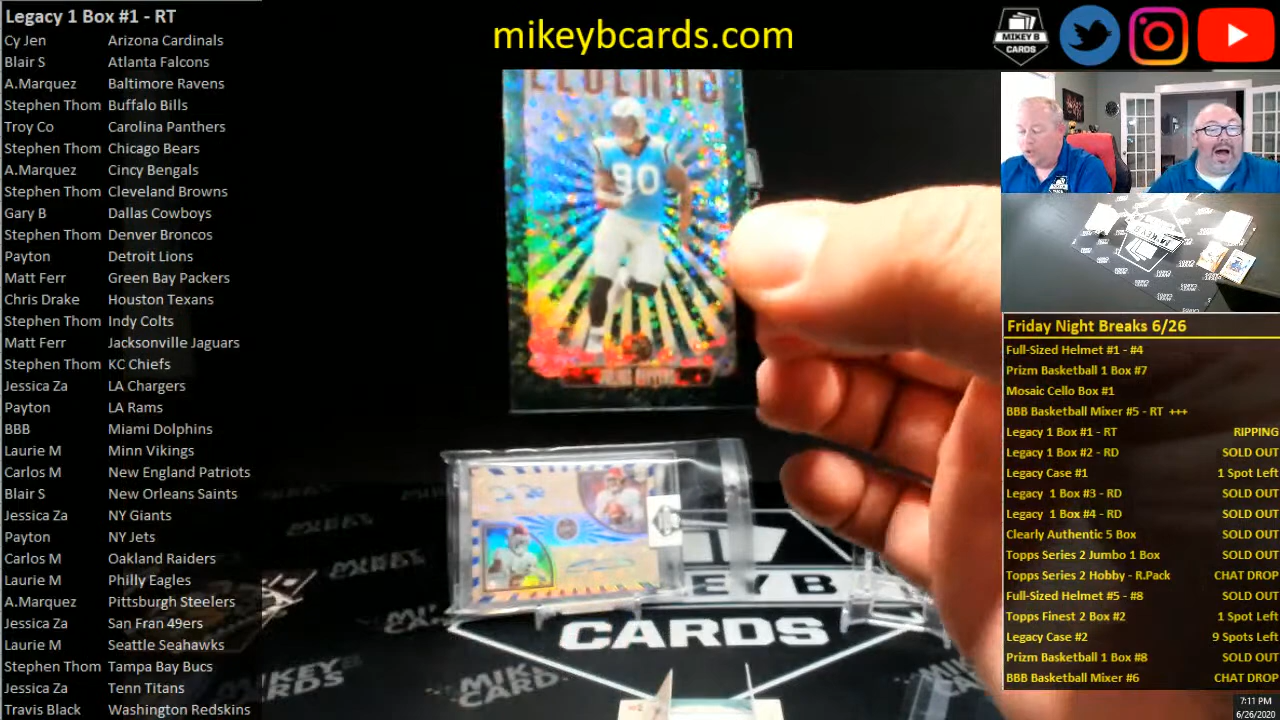 Legacy 1 Box #1 - RT
Cy Jen Arizona Cardinals
Blair S Atlanta Falcons
A.Marquez Baltimore Ravens
Stephen Thom Buffalo Bills
Troy Co Carolina Panthers
Stephen Thom Chicago Bears
A.Marquez Cincy Bengals
Stephen Thom Cleveland Browns
Gary B Dallas Cowboys
Stephen Thom Denver Broncos
Payton Detroit Lions
Matt Ferr Green Bay Packers
Chris Drake Houston Texans
Stephen Thom Indy Colts
Matt Ferr Jacksonville Jaguars
Stephen Thom KC Chiefs
Jessica Za LA Chargers
Payton LA Rams
BBB Miami Dolphins
Laurie M Minn Vikings
Carlos M New England Patriots
Blair S New Orleans Saints
Jessica Za NY Giants
Payton NY Jets
Carlos M Oakland Raiders
Laurie M Philly Eagles
A.Marquez Pittsburgh Steelers
Jessica Za San Fran 49ers
Laurie M Seattle Seahawks
Stephen Thom Tampa Bay Bucs
Jessica Za Tenn Titans
Travis Black Washington Redskins
mikeybcards.com
MIKEY B
CARDS
LEGENDS
90
MIKEY B
CARDS
Friday Night Breaks 6/26
Full-Sized Helmet #1 - #4
Prizm Basketball 1 Box #7
Mosaic Cello Box #1
BBB Basketball Mixer #5 - RT +++
Legacy 1 Box #1 - RT RIPPING
Legacy 1 Box #2 - RD SOLD OUT
Legacy Case #1 1 Spot Left
Legacy 1 Box #3 - RD SOLD OUT
Legacy 1 Box #4 - RD SOLD OUT
Clearly Authentic 5 Box SOLD OUT
Topps Series 2 Jumbo 1 Box SOLD OUT
Topps Series 2 Hobby - R.Pack CHAT DROP
Full-Sized Helmet #5 - #8 SOLD OUT
Topps Finest 2 Box #2 1 Spot Left
Legacy Case #2 9 Spots Left
Prizm Basketball 1 Box #8 SOLD OUT
BBB Basketball Mixer #6 CHAT DROP
7:11 PM
6/26/2020